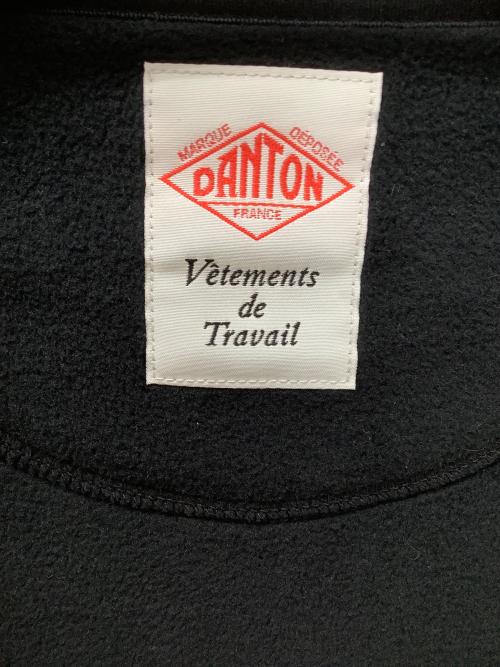 MARQUE DÉPOSÉE
DANTON
FRANCE
Vêtements
de
Travail